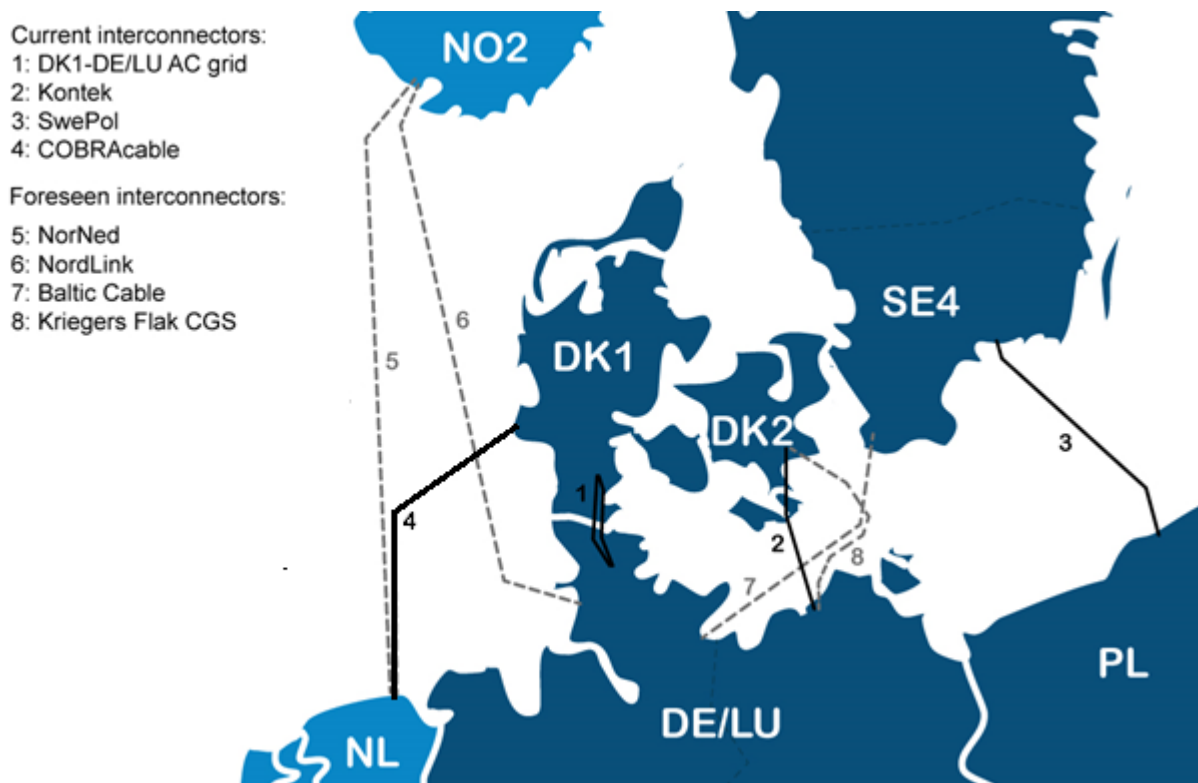 Current interconnectors:
1: DK1-DE/LU AC grid
2: Kontek
3: SwePol
4: COBRAcable
Foreseen interconnectors:
5: NorNed
6: NordLink
7: Baltic Cable
8: Kriegers Flak CGS
NO2
SE4
DK1
DK2
6
5
3
1
4
2
8
7
PL
DE/LU
NL